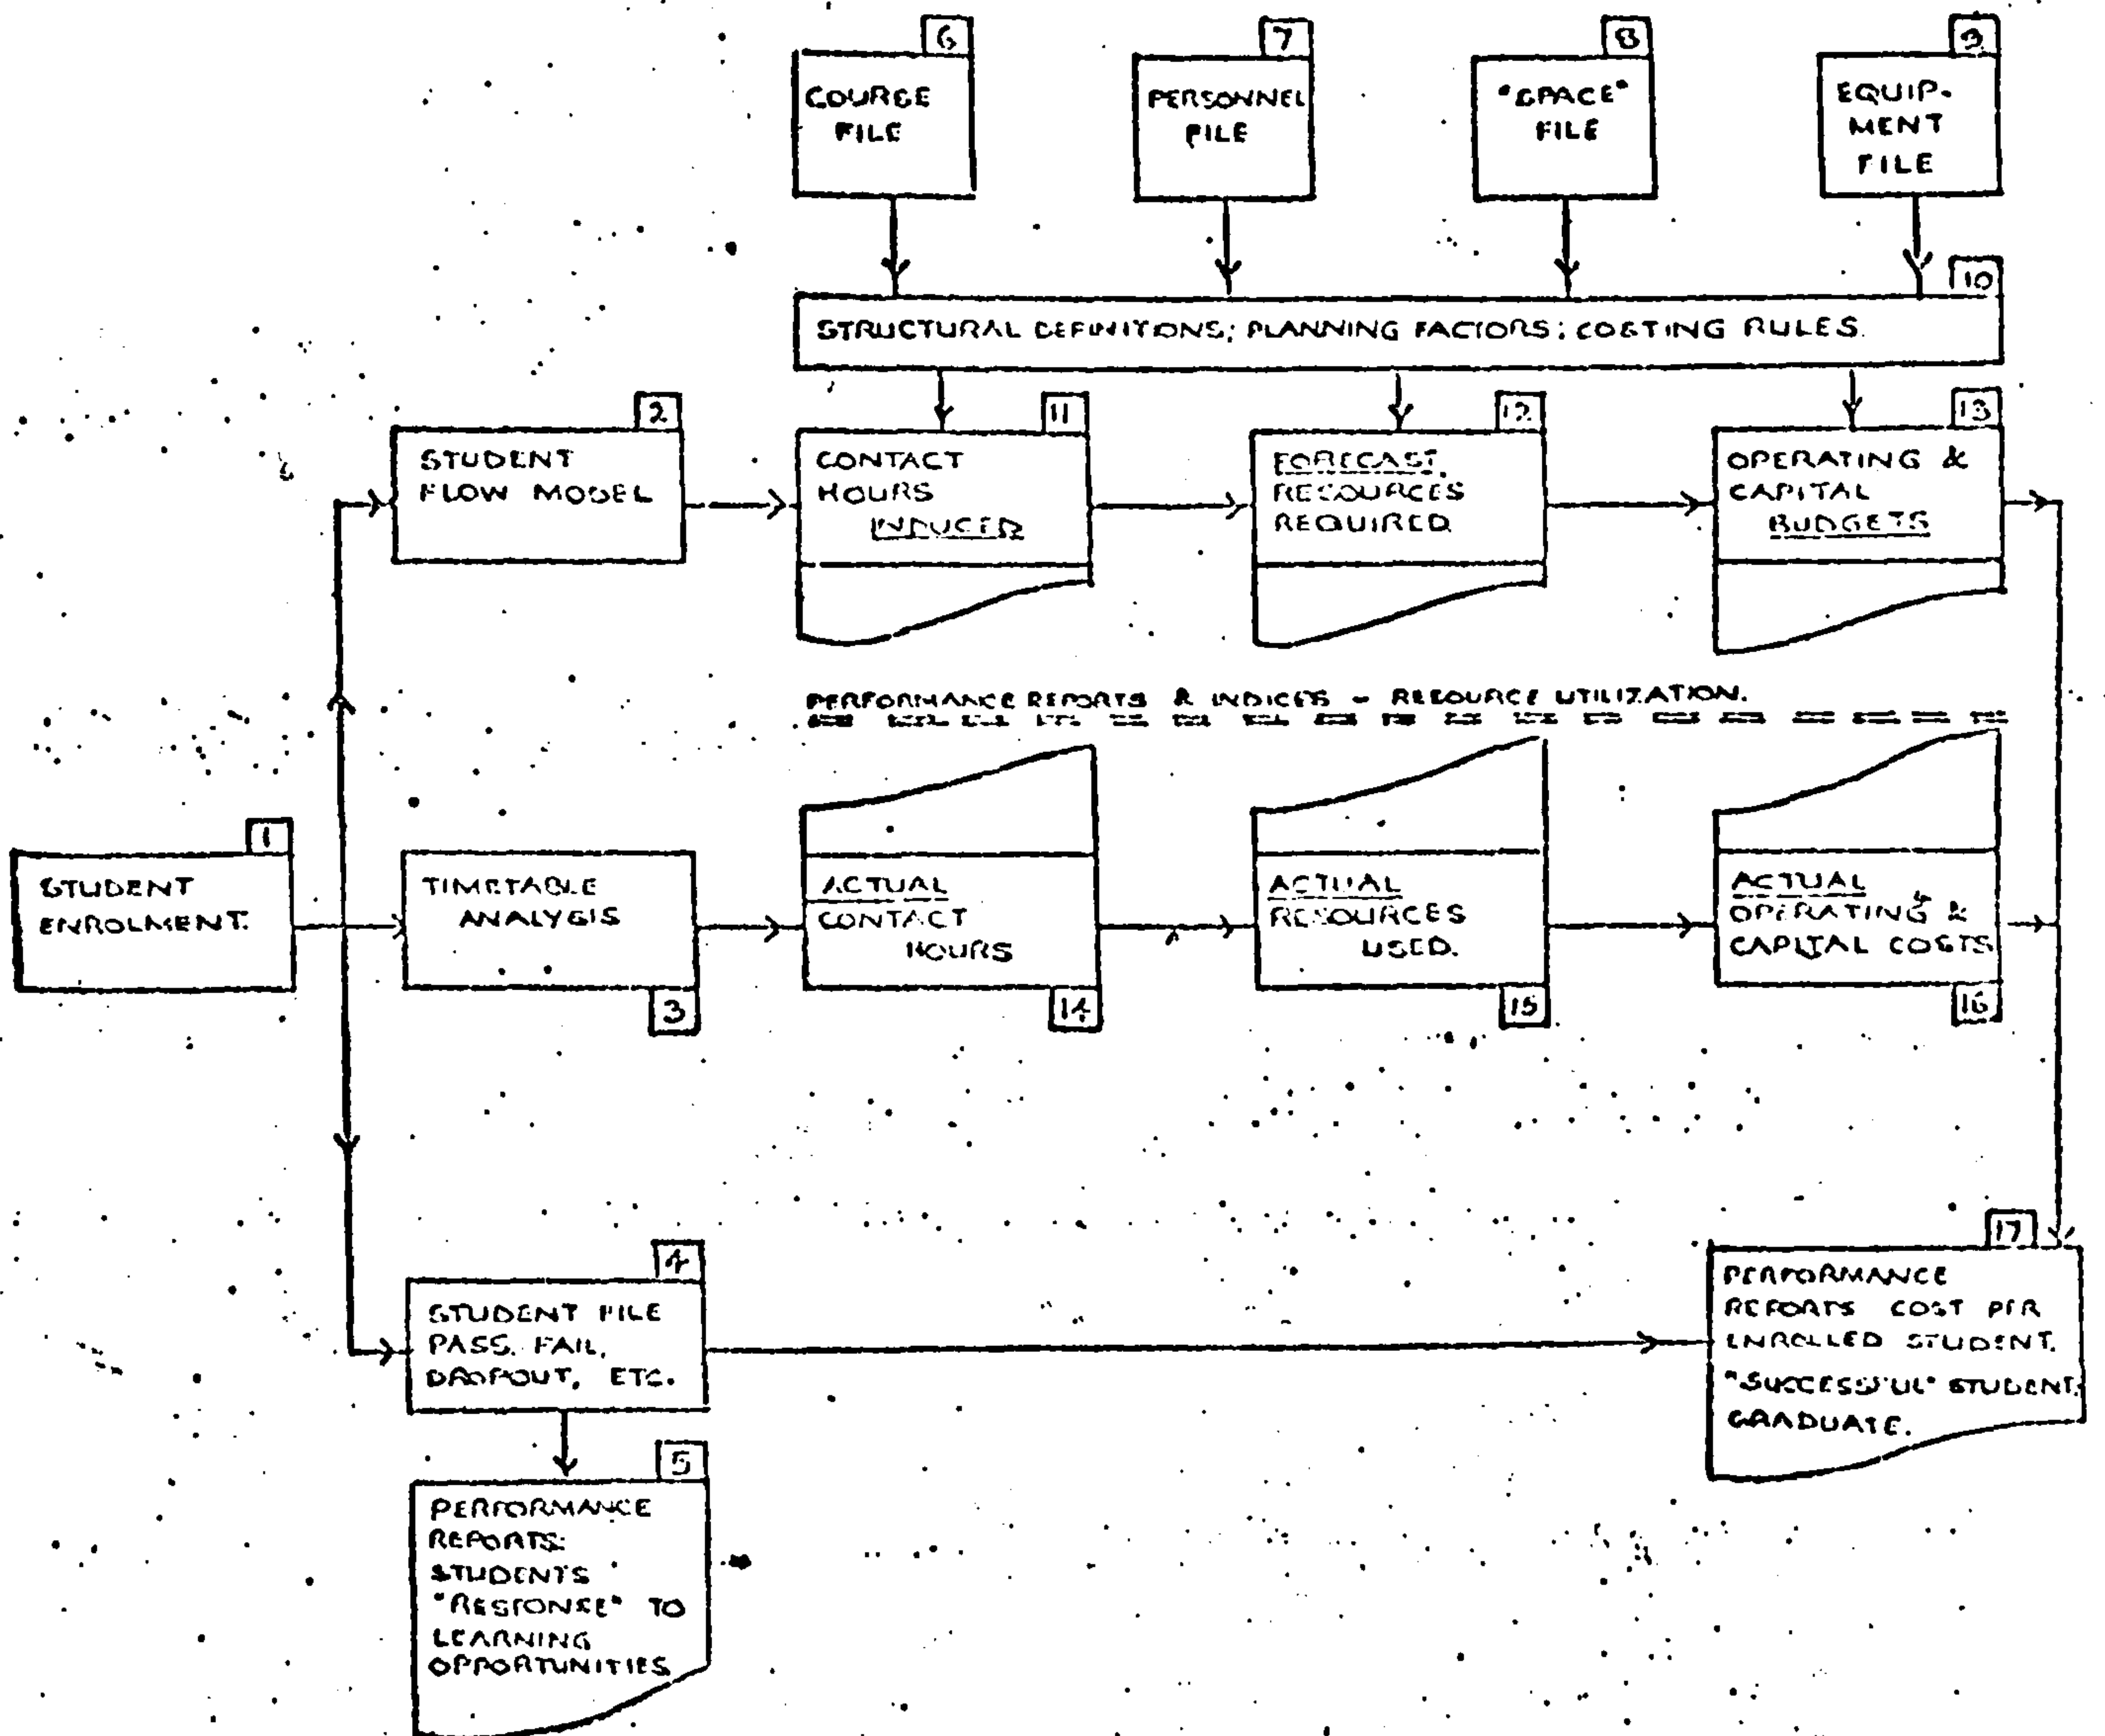 1
STUDENT
ENROLMENT.
2
STUDENT
FLOW MODEL
3
TIMETABLE
ANALYSIS
4
STUDENT FILE
PASS, FAIL,
DROPOUT, ETC.
5
PERFORMANCE
REPORTS:
STUDENTS
"RESPONSE" TO
LEARNING
OPPORTUNITIES
6
COURSE
FILE
7
PERSONNEL
FILE
8
"SPACE"
FILE
9
EQUIP-
MENT
FILE
10
STRUCTURAL DEFINITIONS; PLANNING FACTORS; COSTING RULES.
11
CONTACT
HOURS
INDUCED
12
FORECAST
RESOURCES
REQUIRED
13
OPERATING &
CAPITAL
BUDGETS
PERFORMANCE REPORTS & INDICES - RESOURCE UTILIZATION.
14
ACTUAL
CONTACT
HOURS
15
ACTUAL
RESOURCES
USED.
16
ACTUAL
OPERATING &
CAPITAL COSTS
17
PERFORMANCE
REPORTS COST PER
ENROLLED STUDENT.
"SUCCESSFUL" STUDENT.
GRADUATE.